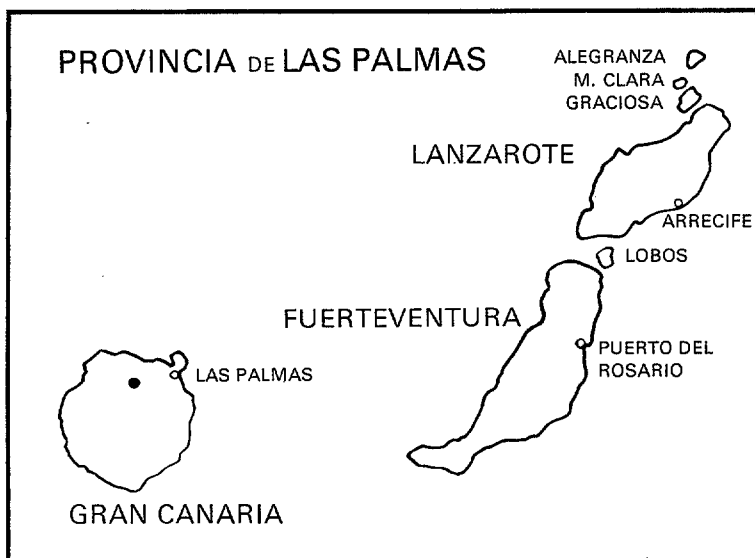 PROVINCIA DE LAS PALMAS
ALEGRANZA
M. CLARA
GRACIOSA
LANZAROTE
ARRECIFE
LOBOS
FUERTEVENTURA
PUERTO DEL
ROSARIO
LAS PALMAS
GRAN CANARIA